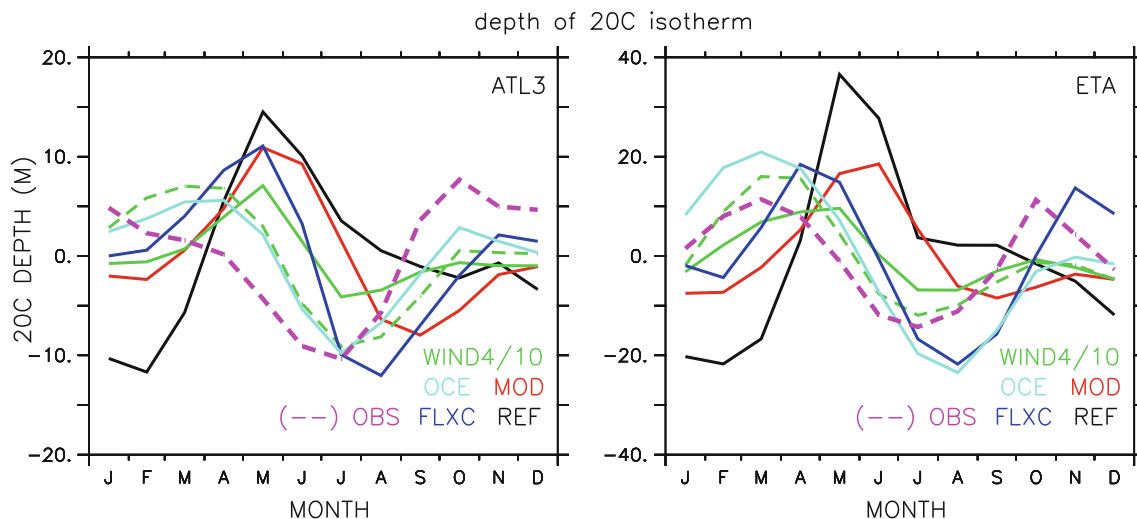 depth of 20C isotherm
20C DEPTH (M)
20.
10.
0.
-10.
-20.
ATL3
WIND4/10
OCE MOD
(--) OBS FLXC REF
J F M A M J J A S O N D
MONTH
40.
20.
0.
-20.
-40.
ETA
WIND4/10
OCE MOD
(--) OBS FLXC REF
J F M A M J J A S O N D
MONTH